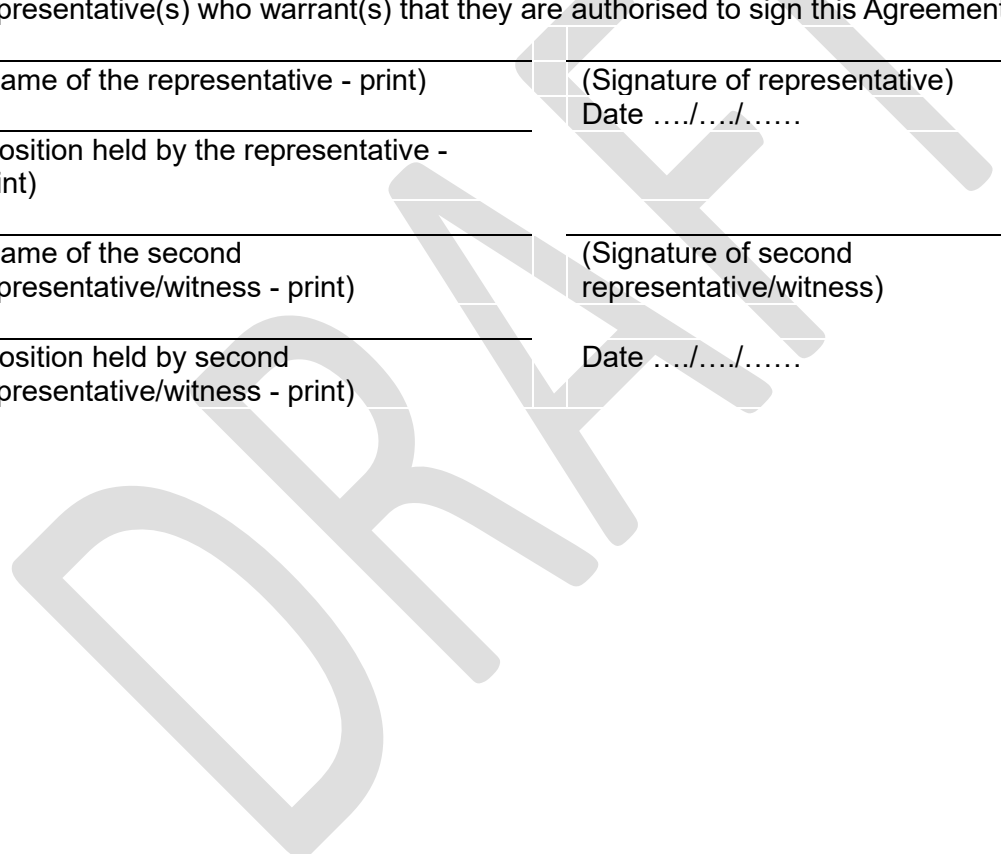 presentative(s) who warrant(s) that they are authorised to sign this Agreement
ame of the representative - print)
(Signature of representative)
Date …./…./……
osition held by the representative -
int)
ame of the second
presentative/witness - print)
(Signature of second
representative/witness)
osition held by second
presentative/witness - print)
Date …./…./……
DRAFT